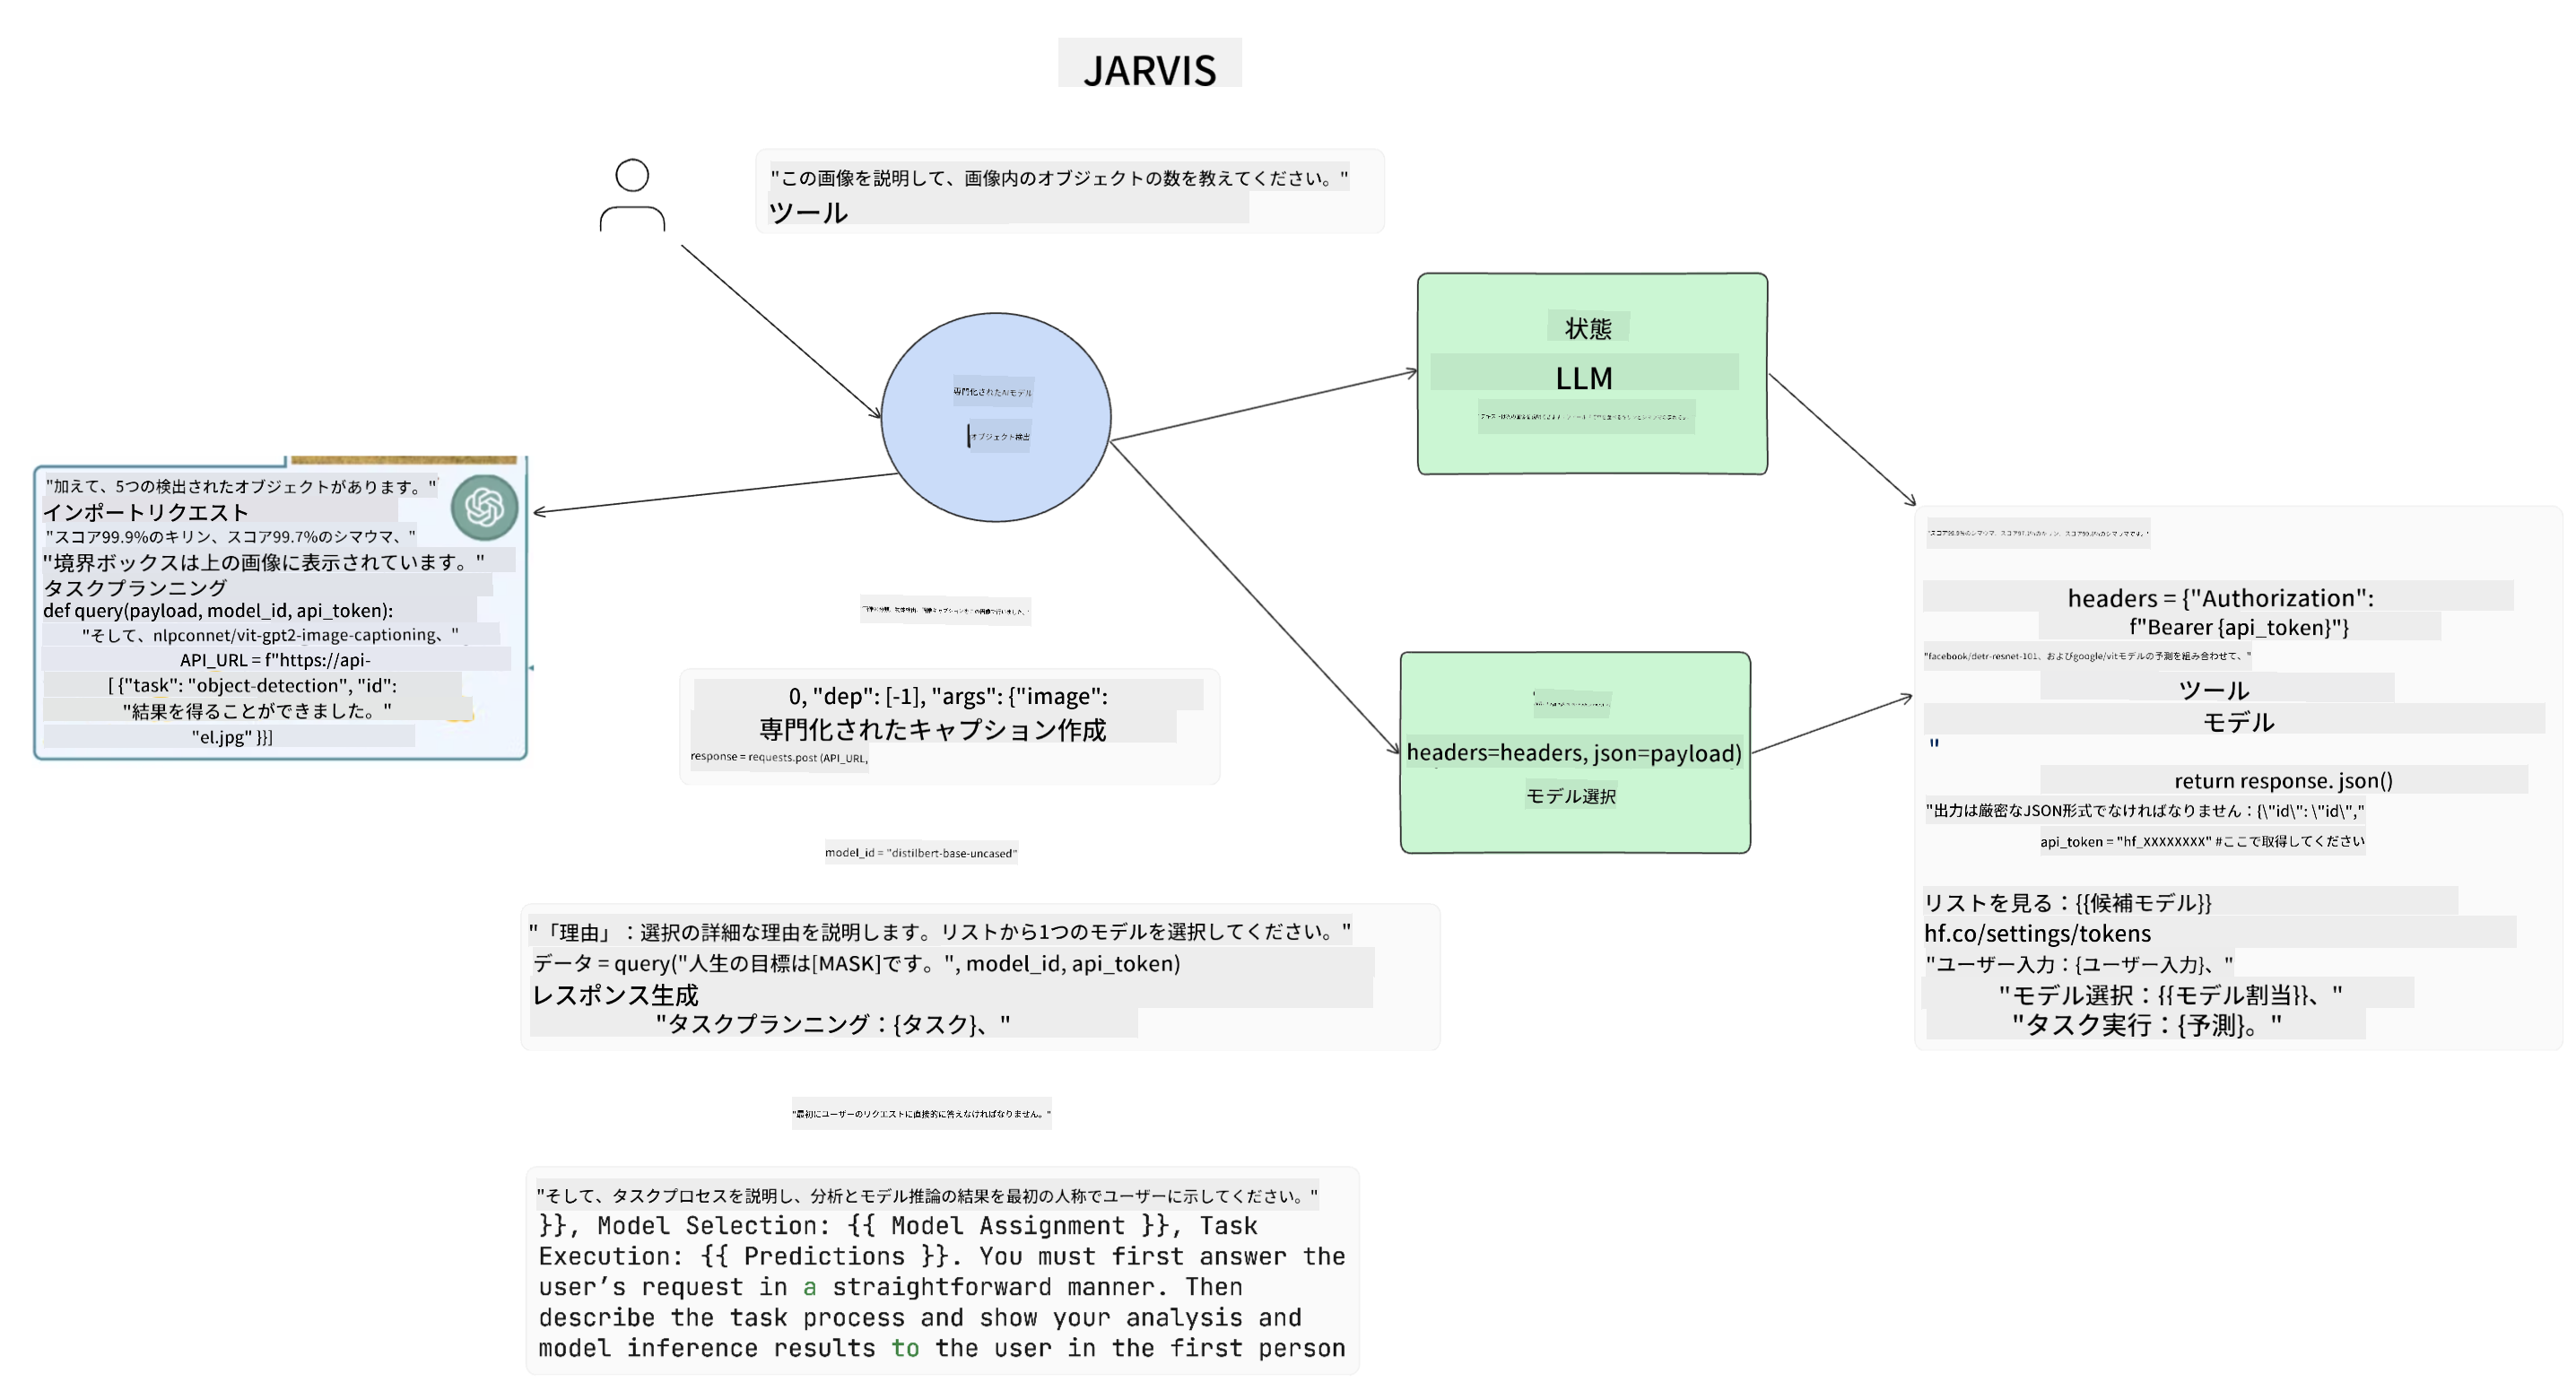 JARVIS
"この画像を説明して、画像内のオブジェクトの数を教えてください。"
ツール
専門化されたAIモデル
オブジェクト検出
状態
LLM
"加えて、5つの検出されたオブジェクトがあります。"
インポートリクエスト
"スコア99.9%のキリン、スコア99.7%のシマウマ、"
"境界ボックスは上の画像に表示されています。"
タスクプランニング
def query(payload, model_id, api_token):
"そして、nlpconnet/vit-gpt2-image-captioning、"
API_URL = f"https://api-
[ {"task": "object-detection", "id":
"結果を得ることができました。"
"el.jpg" }}]
0, "dep": [-1], "args": {"image":
専門化されたキャプション作成
response = requests.post (API_URL,
headers=headers, json=payload)
モデル選択
headers = {"Authorization":
f"Bearer {api_token}"}
"facebook/detr-resnet-101、およびgoogle/vitモデルの予測を組み合わせて、"
ツール
モデル
"
return response. json()
"出力は厳密なJSON形式でなければなりません：{\"id\": \"id\","
api_token = "hf_XXXXXXXX" #ここで取得してください
リストを見る：{{候補モデル}}
hf.co/settings/tokens
"ユーザー入力：{ユーザー入力}、"
"モデル選択：{{モデル割当}}、"
"タスク実行：{予測}。"
model_id = "distilbert-base-uncased"
"「理由」：選択の詳細な理由を説明します。リストから1つのモデルを選択してください。"
データ = query("人生の目標は[MASK]です。", model_id, api_token)
レスポンス生成
"タスクプランニング：{タスク}、"
"最初にユーザーのリクエストに直接的に答えなければなりません。"
"そして、タスクプロセスを説明し、分析とモデル推論の結果を最初の人称でユーザーに示してください。"
}}, Model Selection: {{ Model Assignment }}, Task
Execution: {{ Predictions }}. You must first answer the
user’s request in a straightforward manner. Then
describe the task process and show your analysis and
model inference results to the user in the first person